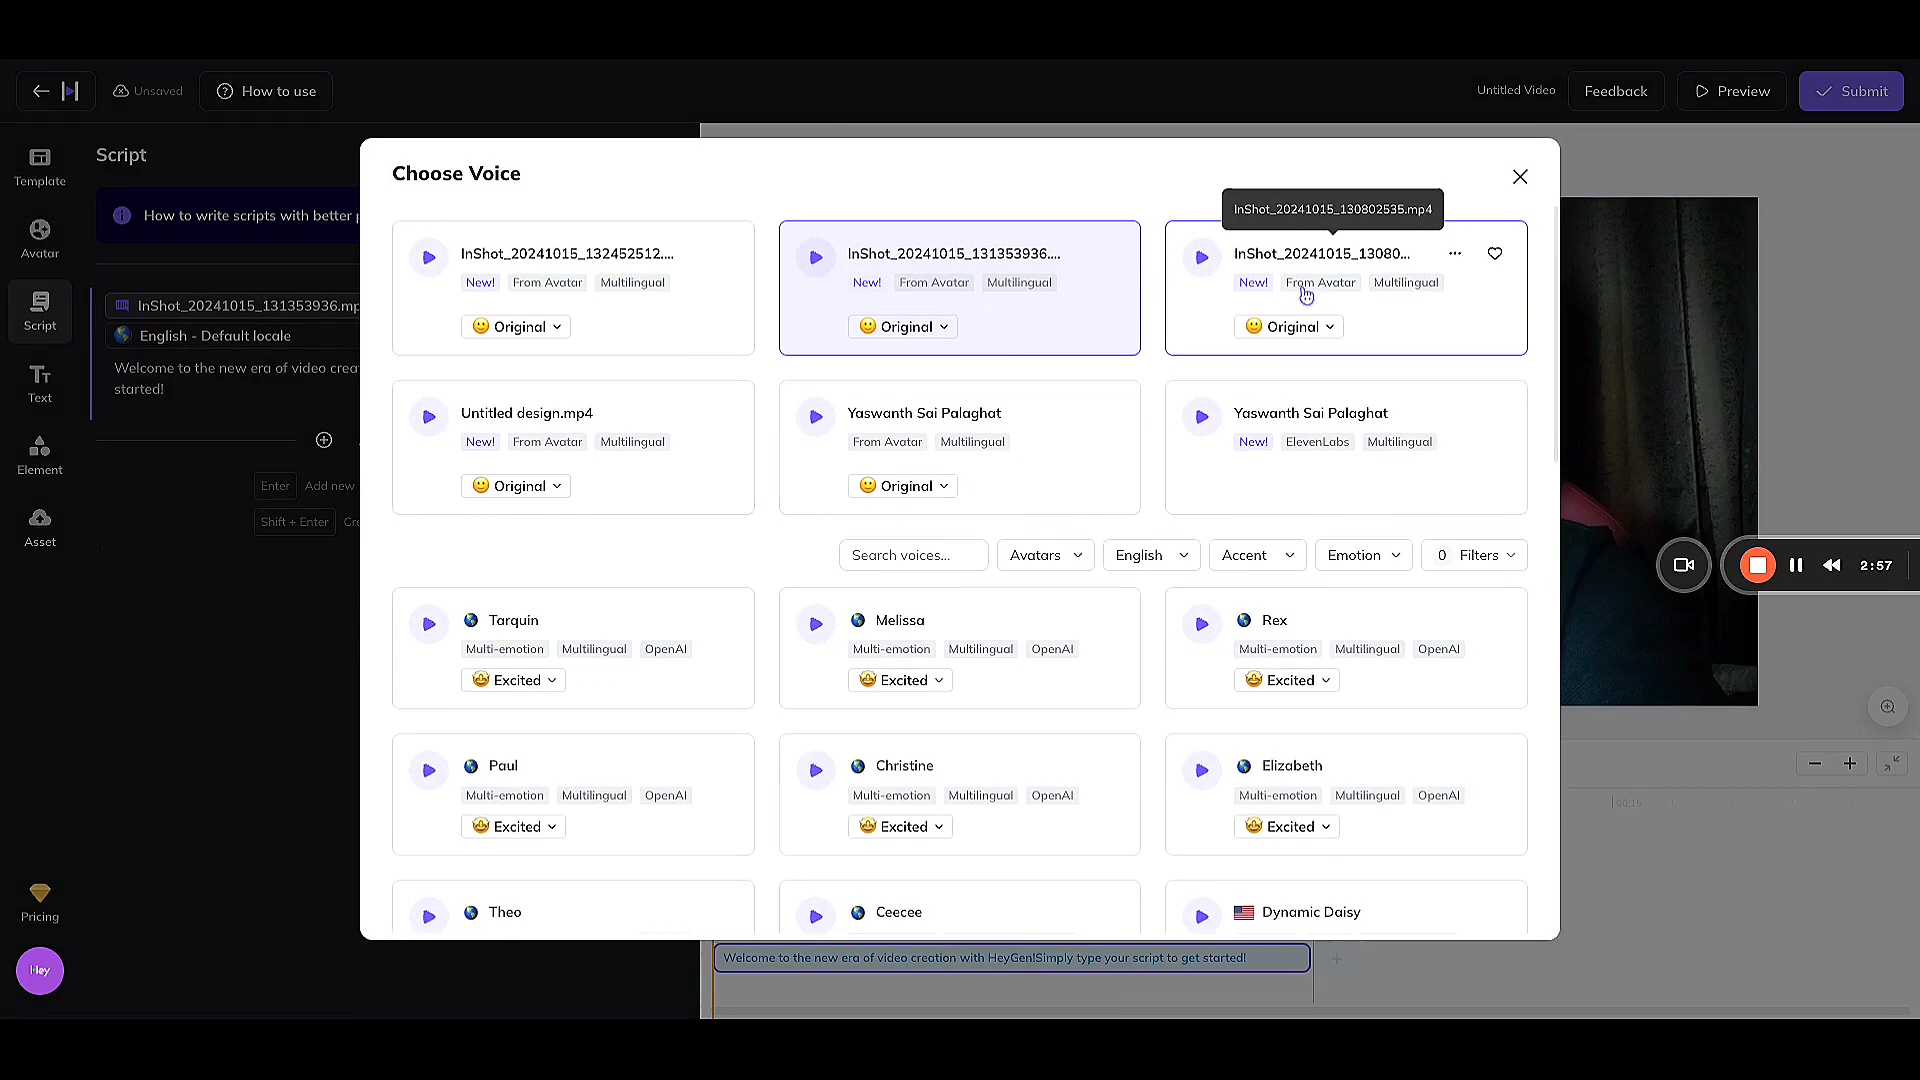 Unsaved
How to use
Untitled Video
Feedback
Preview
Submit
Template
Avatar
Script
Text
Element
Asset
Pricing
Hey
Script
How to write scripts with better
InShot_20241015_131353936.mp
English - Default locale
Welcome to the new era of video crea
started!
Enter
Add new
Shift + Enter
Cre
Choose Voice
InShot_20241015_130802535.mp4
InShot_20241015_132452512....
New!
From Avatar
Multilingual
Original
InShot_20241015_131353936....
New!
From Avatar
Multilingual
Original
InShot_20241015_13080...
New!
From Avatar
Multilingual
Original
Untitled design.mp4
New!
From Avatar
Multilingual
Original
Yaswanth Sai Palaghat
From Avatar
Multilingual
Original
Yaswanth Sai Palaghat
New!
ElevenLabs
Multilingual
Search voices...
Avatars
English
Accent
Emotion
0 Filters
Tarquin
Multi-emotion
Multilingual
OpenAI
Excited
Melissa
Multi-emotion
Multilingual
OpenAI
Excited
Rex
Multi-emotion
Multilingual
OpenAI
Excited
Paul
Multi-emotion
Multilingual
OpenAI
Excited
Christine
Multi-emotion
Multilingual
OpenAI
Excited
Elizabeth
Multi-emotion
Multilingual
OpenAI
Excited
Theo
Ceecee
Dynamic Daisy
2:57
Welcome to the new era of video creation with HeyGen!Simply type your script to get started!